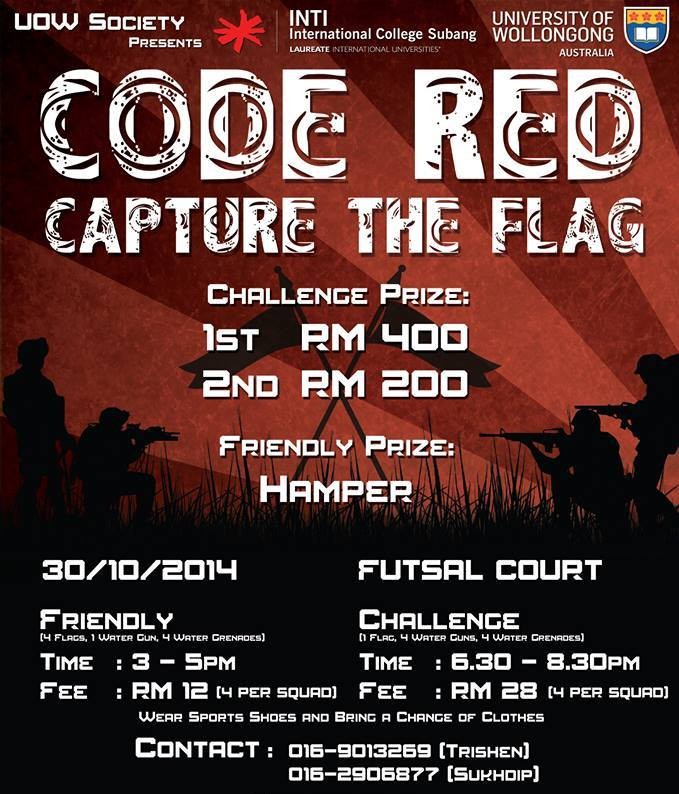 UOW Society
Presents
INTI
International College Subang
LAUREATE INTERNATIONAL UNIVERSITIES®
UNIVERSITY OF
WOLLONGONG
AUSTRALIA
CODE RED
CAPTURE THE FLAG
Challenge Prize:
1st RM 400
2nd RM 200
Friendly Prize:
Hamper
30/10/2014
FUTSAL COURT
Friendly
(4 Flags, 1 Water Gun, 4 Water Grenades)
Time : 3 – 5pm
Fee : RM 12 (4 per squad)
Challenge
(1 Flag, 4 Water Guns, 4 Water Grenades)
Time : 6.30 – 8.30pm
Fee : RM 28 (4 per squad)
Wear Sports Shoes and Bring a Change of Clothes
Contact : 016-9013269 (Trishen)
016-2906877 (Sukhdip)